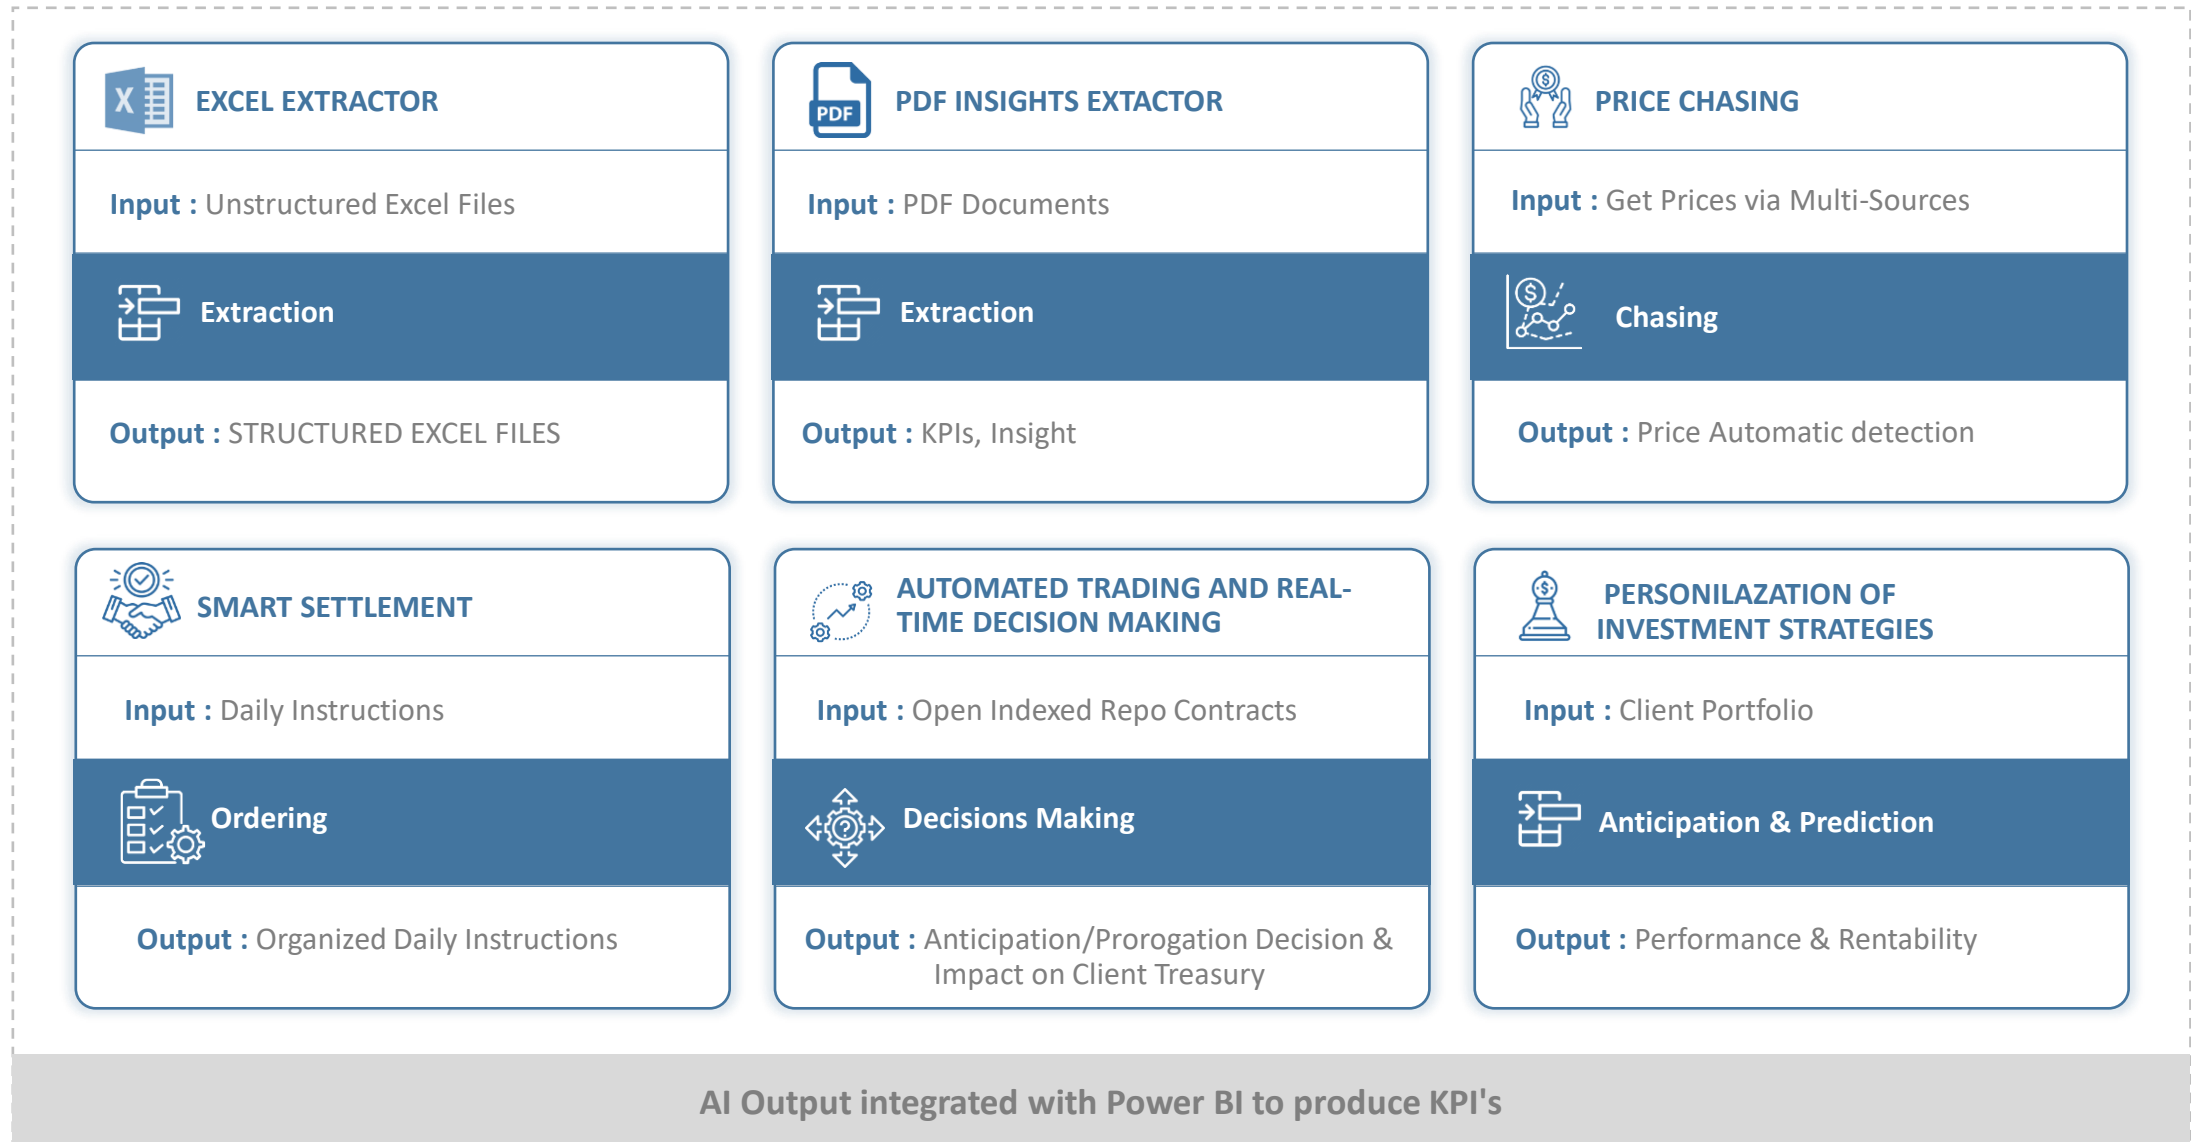 EXCEL EXTRACTOR
Input : Unstructured Excel Files
Extraction
Output : STRUCTURED EXCEL FILES
PDF
PDF INSIGHTS EXTACTOR
Input : PDF Documents
Extraction
Output : KPIs, Insight
PRICE CHASING
Input : Get Prices via Multi-Sources
Chasing
Output : Price Automatic detection
SMART SETTLEMENT
Input : Daily Instructions
Ordering
Output : Organized Daily Instructions
AUTOMATED TRADING AND REAL-
TIME DECISION MAKING
Input : Open Indexed Repo Contracts
Decisions Making
Output : Anticipation/Prorogation Decision &
Impact on Client Treasury
PERSONILAZATION OF
INVESTMENT STRATEGIES
Input : Client Portfolio
Anticipation & Prediction
Output : Performance & Rentability
AI Output integrated with Power BI to produce KPI's